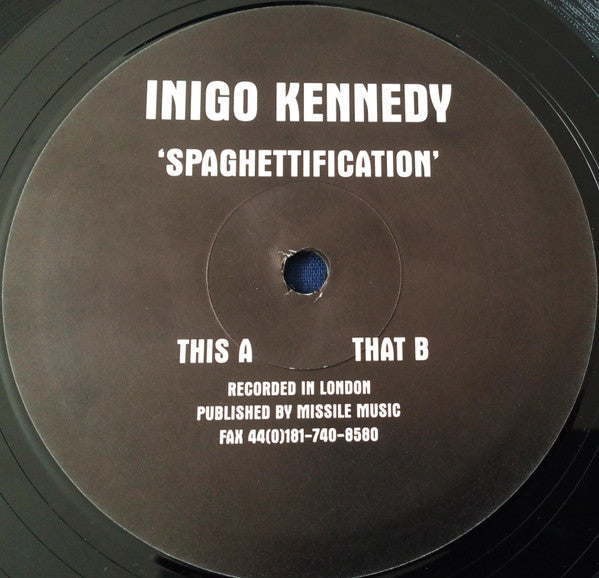 INIGO KENNEDY
‘SPAGHETTIFICATION’
THIS A THAT B
RECORDED IN LONDON
PUBLISHED BY MISSILE MUSIC
FAX 44(0)181-740-8580